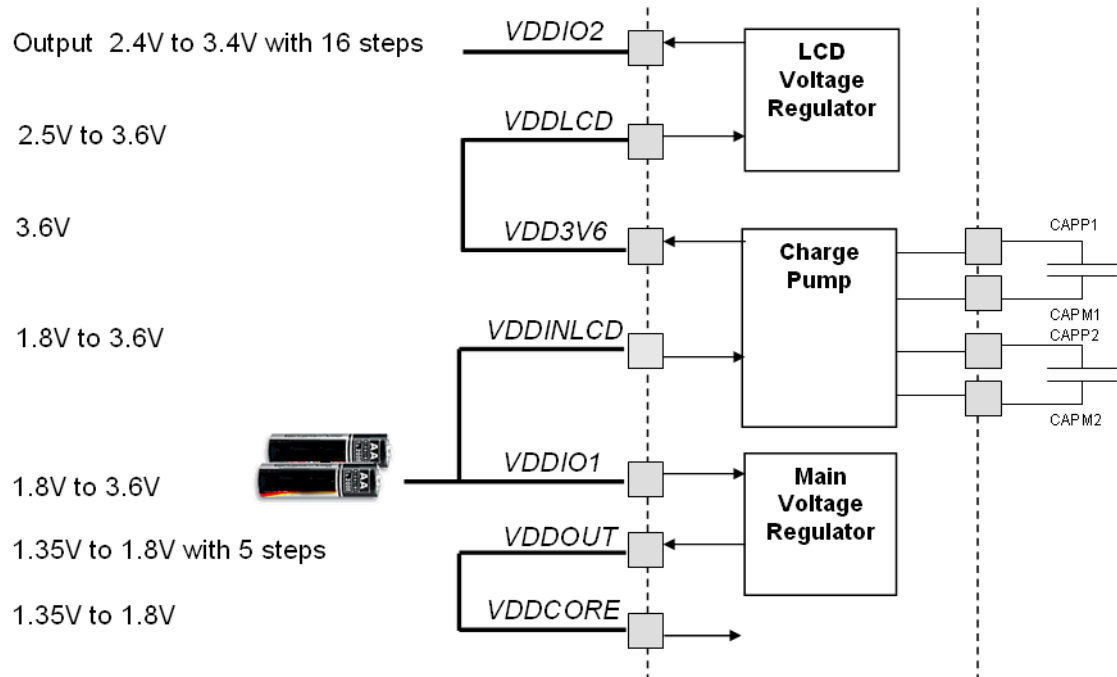 Output 2.4V to 3.4V with 16 steps
VDDIO2
LCD
Voltage
Regulator
2.5V to 3.6V
VDDLCD
3.6V
VDD3V6
Charge
Pump
CAPP1
CAPM1
1.8V to 3.6V
VDDINLCD
CAPP2
CAPM2
AA
AA
1.8V to 3.6V
VDDIO1
Main
Voltage
Regulator
1.35V to 1.8V with 5 steps
VDDOUT
1.35V to 1.8V
VDDCORE